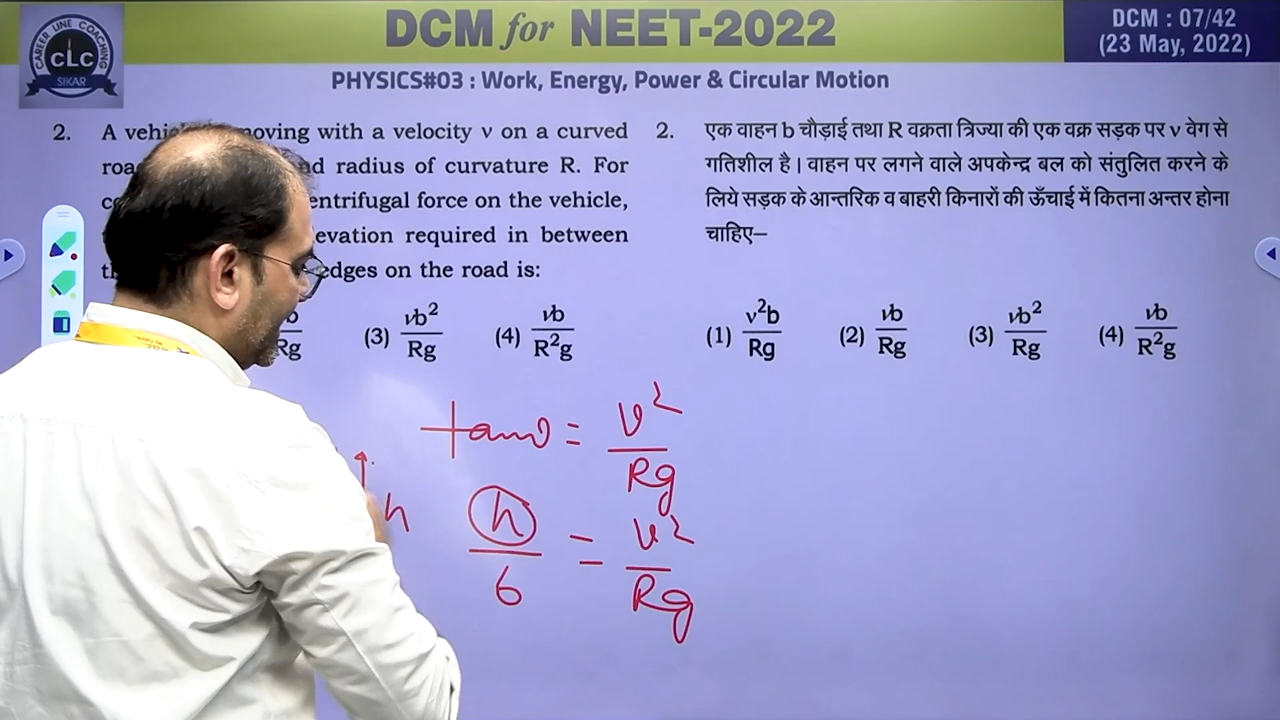 DCM for NEET-2022
DCM : 07/42
(23 May, 2022)
CAREER LINE COACHING
CLC
SIKAR
PHYSICS#03 : Work, Energy, Power & Circular Motion
2. A moving with a velocity v on a curved
radius of curvature R. For
force on the vehicle,
required in between
edges on the road is:
Rg (3) vb²/Rg (4) vb/R²g
2. एक वाहन b चौड़ाई तथा R वक्रता त्रिज्या की एक वक्र सड़क पर v वेग से
गतिशील है। वाहन पर लगने वाले अपकेन्द्र बल को संतुलित करने के
लिये सड़क के आन्तरिक व बाहरी किनारों की ऊँचाई में कितना अन्तर होना
चाहिए–
(1) v²b/Rg (2) vb/Rg (3) vb²/Rg (4) vb/R²g
tanθ = v²/Rg
h
h/b = v²/Rg